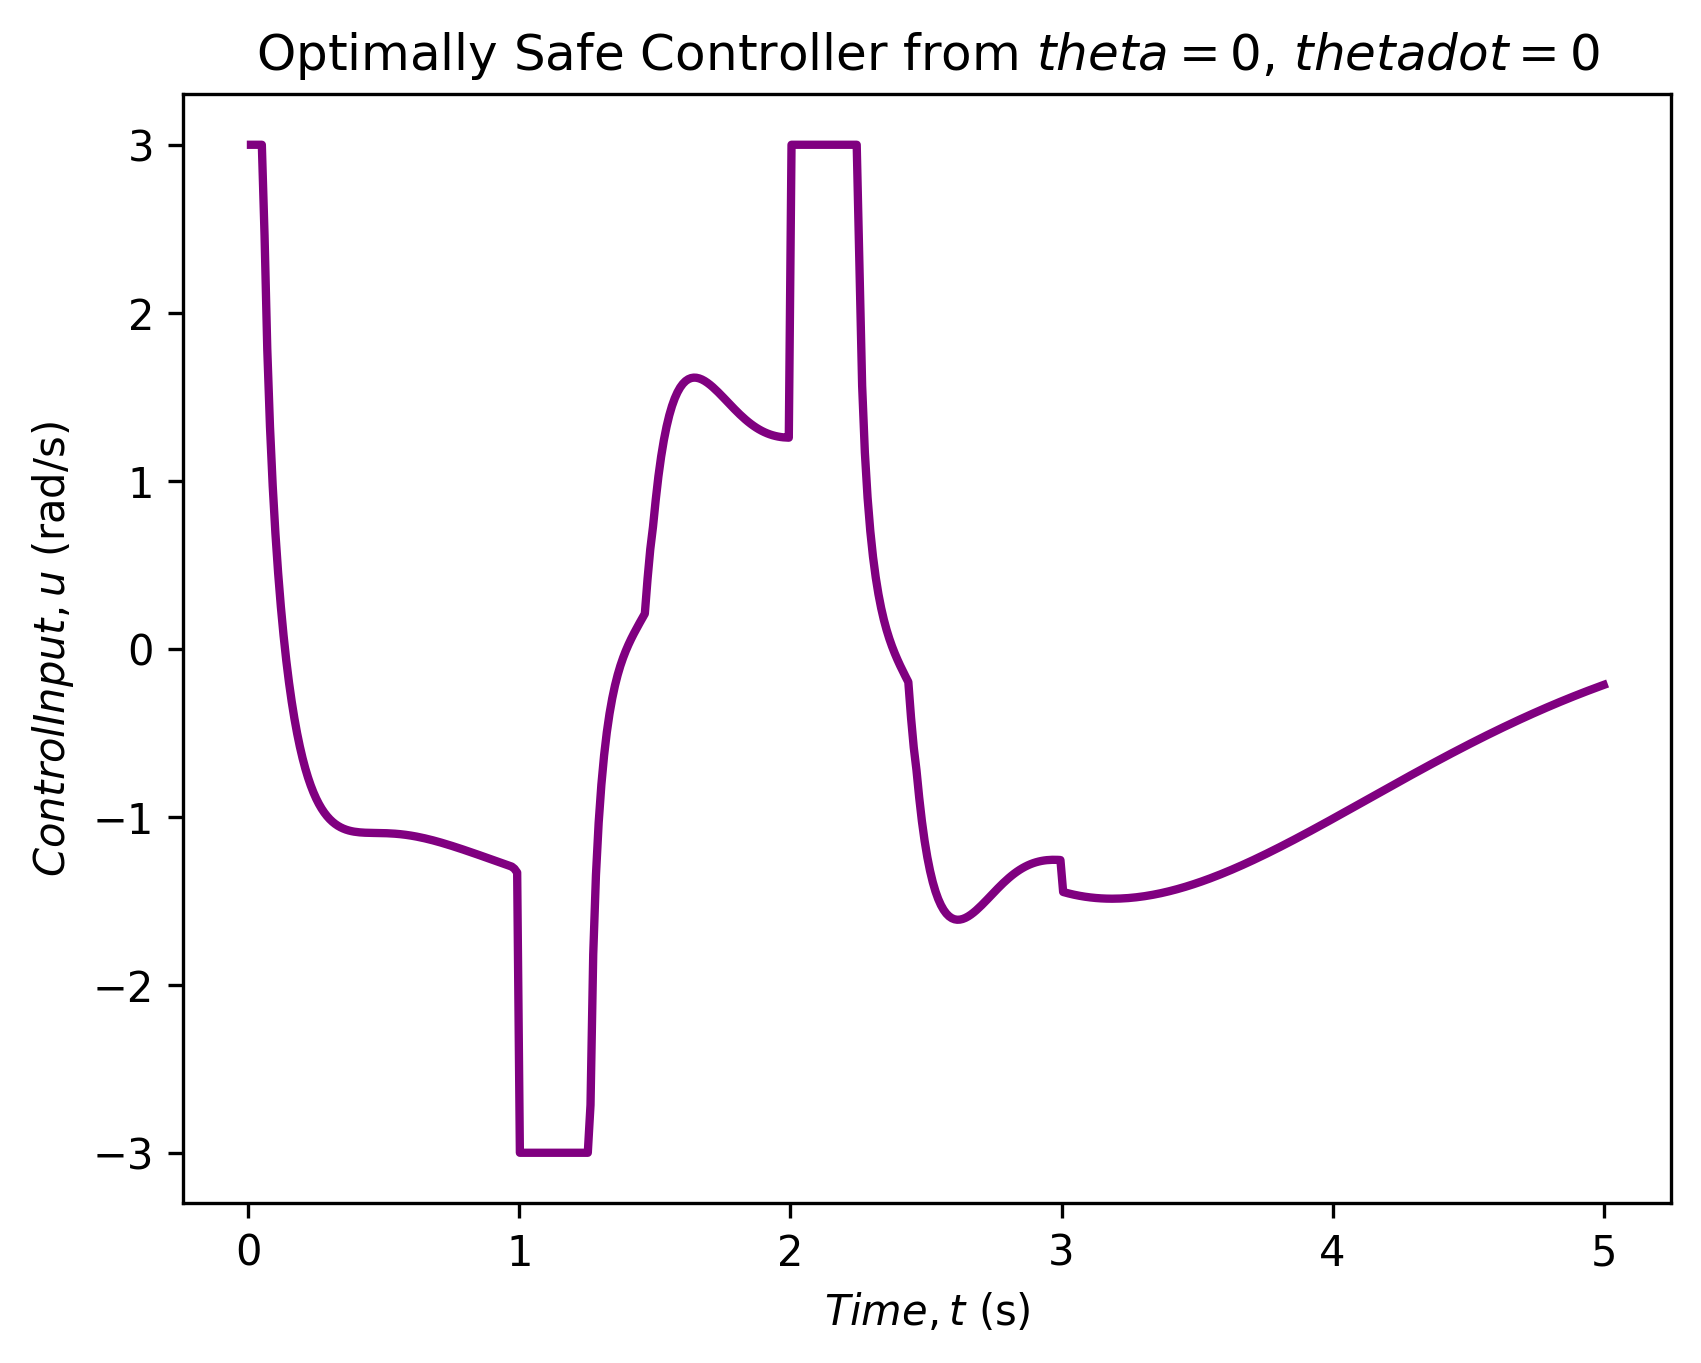 Optimally Safe Controller from theta = 0, thetadot = 0
3
2
1
0
−1
−2
−3
ControlInput, u (rad/s)
0 1 2 3 4 5
Time, t (s)